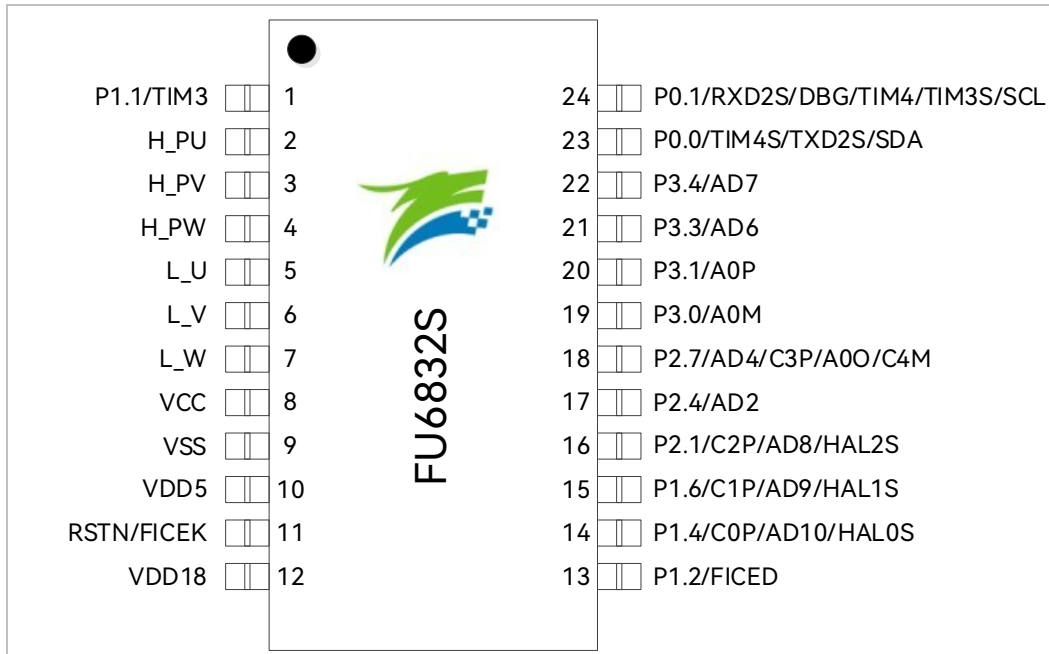 P1.1/TIM3 1 24 P0.1/RXD2S/DBG/TIM4/TIM3S/SCL
H_PU 2 23 P0.0/TIM4S/TXD2S/SDA
H_PV 3 22 P3.4/AD7
H_PW 4 21 P3.3/AD6
L_U 5 20 P3.1/A0P
L_V 6 19 P3.0/A0M
L_W 7 18 P2.7/AD4/C3P/A0O/C4M
VCC 8 17 P2.4/AD2
VSS 9 16 P2.1/C2P/AD8/HAL2S
VDD5 10 15 P1.6/C1P/AD9/HAL1S
RSTN/FICEK 11 14 P1.4/C0P/AD10/HAL0S
VDD18 12 13 P1.2/FICED
FU6832S